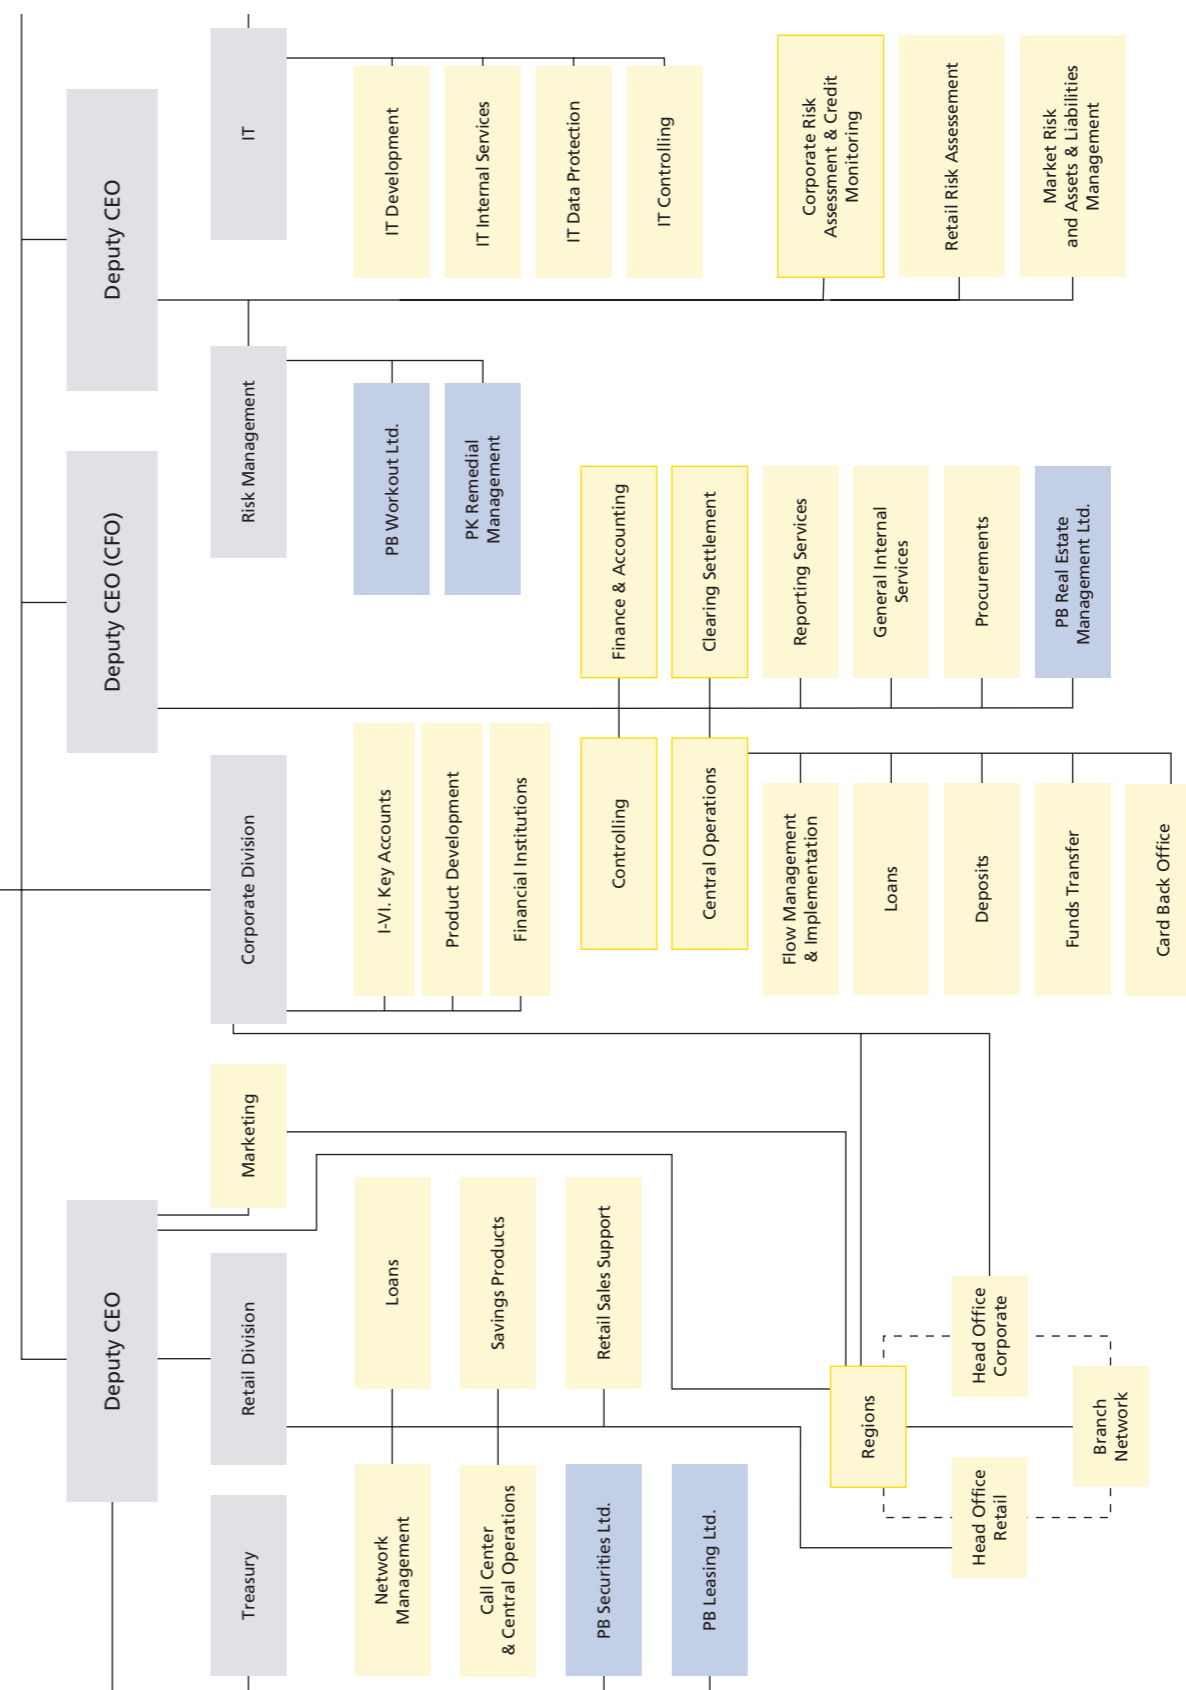 Deputy CEO
Treasury
Retail Division
Marketing
Network
Management
Loans
Call Center
& Central Operations
Savings Products
PB Securities Ltd.
Retail Sales Support
PB Leasing Ltd.
Regions
Head Office
Retail
Head Office
Corporate
Branch
Network
Corporate Division
I-VI. Key Accounts
Product Development
Financial Institutions
Deputy CEO (CFO)
Controlling
Finance & Accounting
Central Operations
Clearing Settlement
Flow Management
& Implementation
Reporting Services
Loans
General Internal
Services
Deposits
Procurements
Funds Transfer
PB Real Estate
Management Ltd.
Card Back Office
Deputy CEO
Risk Management
IT
PB Workout Ltd.
PK Remedial
Management
IT Development
IT Internal Services
IT Data Protection
IT Controlling
Corporate Risk
Assessment & Credit
Monitoring
Retail Risk Assessement
Market Risk
and Assets & Liabilities
Management